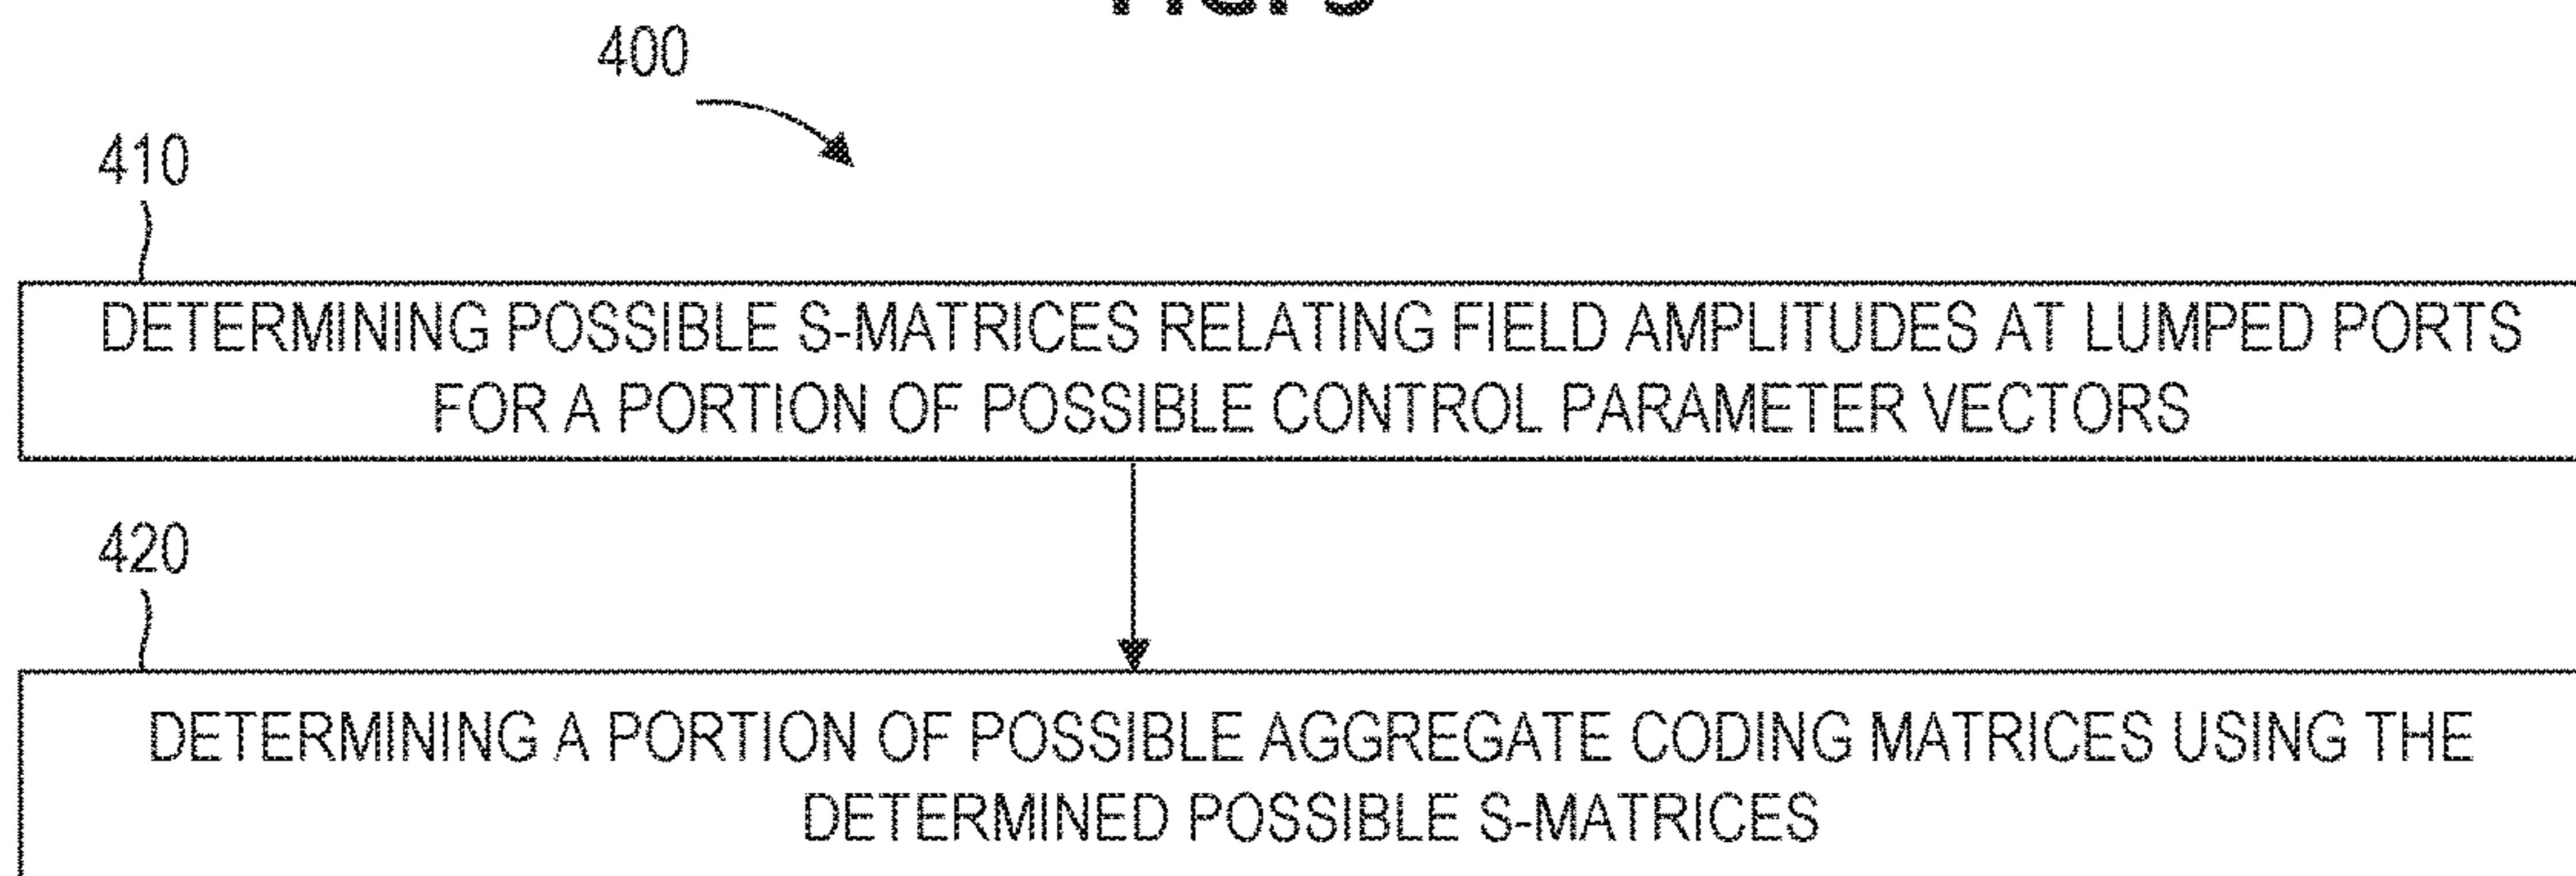 400
410
DETERMINING POSSIBLE S-MATRICES RELATING FIELD AMPLITUDES AT LUMPED PORTS
FOR A PORTION OF POSSIBLE CONTROL PARAMETER VECTORS
420
DETERMINING A PORTION OF POSSIBLE AGGREGATE CODING MATRICES USING THE
DETERMINED POSSIBLE S-MATRICES